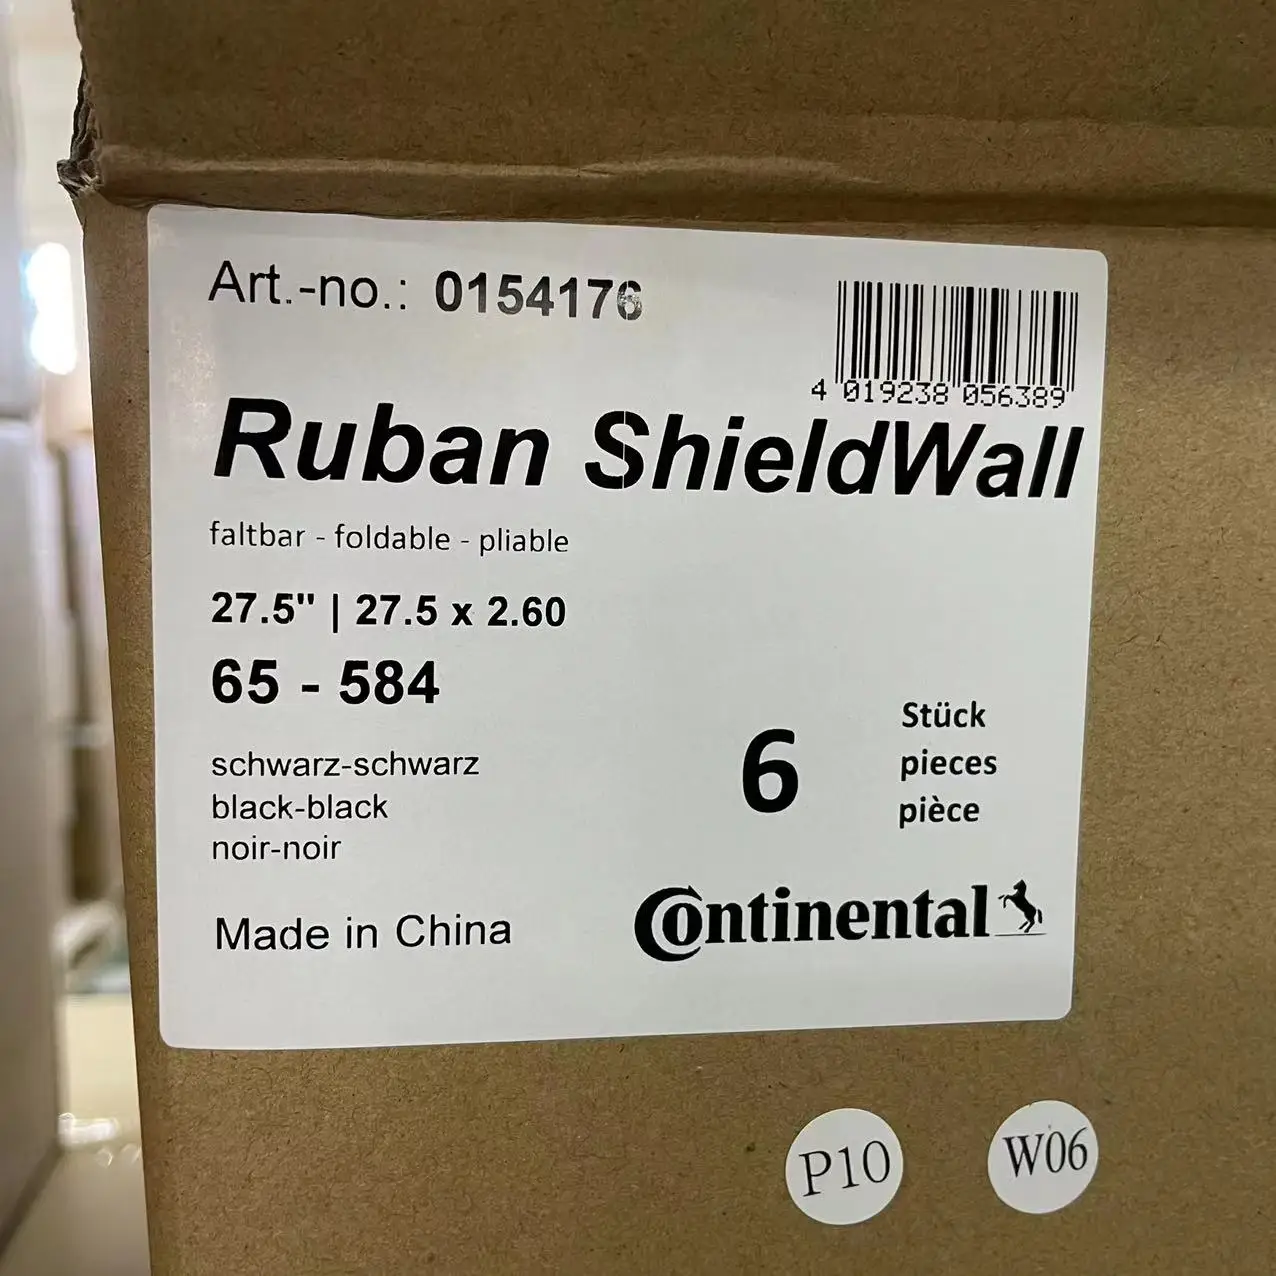 Art.-no.: 0154176
4 019238 056389
Ruban ShieldWall
faltbar - foldable - pliable
27.5" | 27.5 x 2.60
65 - 584
schwarz-schwarz
black-black
noir-noir
6
Stück
pieces
pièce
Made in China
Continental
P10
W06